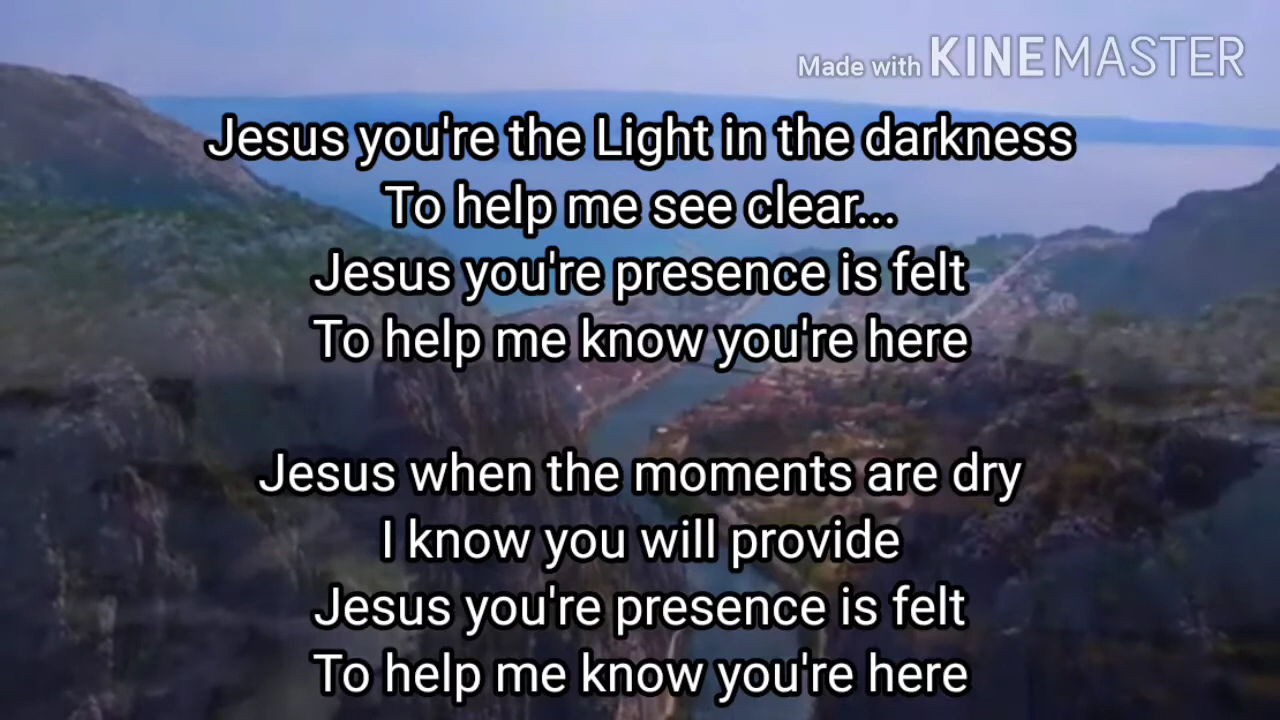 Made with KINEMASTER
Jesus you're the Light in the darkness
To help me see clear...
Jesus you're presence is felt
To help me know you're here
Jesus when the moments are dry
I know you will provide
Jesus you're presence is felt
To help me know you're here